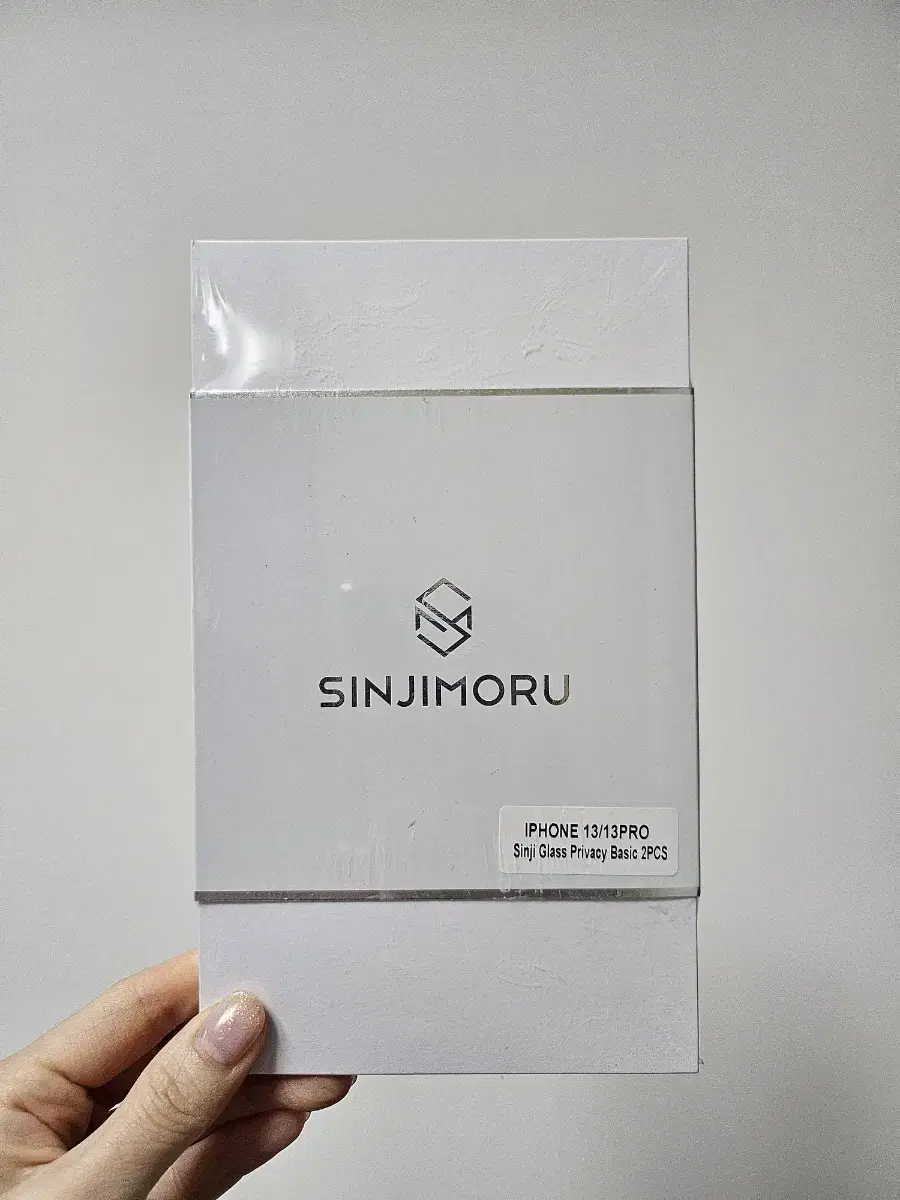 SINJIMORU
IPHONE 13/13PRO
Sinji Glass Privacy Basic 2PCS